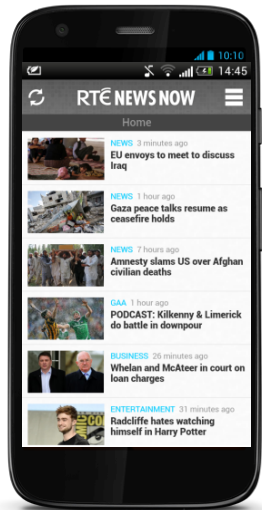 10:10
14:45
RTÉ NEWS NOW
Home
NEWS 3 minutes ago
EU envoys to meet to discuss
Iraq
NEWS 1 hour ago
Gaza peace talks resume as
ceasefire holds
NEWS 7 hours ago
Amnesty slams US over Afghan
civilian deaths
GAA 1 hour ago
PODCAST: Kilkenny & Limerick
do battle in downpour
BUSINESS 26 minutes ago
Whelan and McAteer in court on
loan charges
ENTERTAINMENT 31 minutes ago
Radcliffe hates watching
himself in Harry Potter